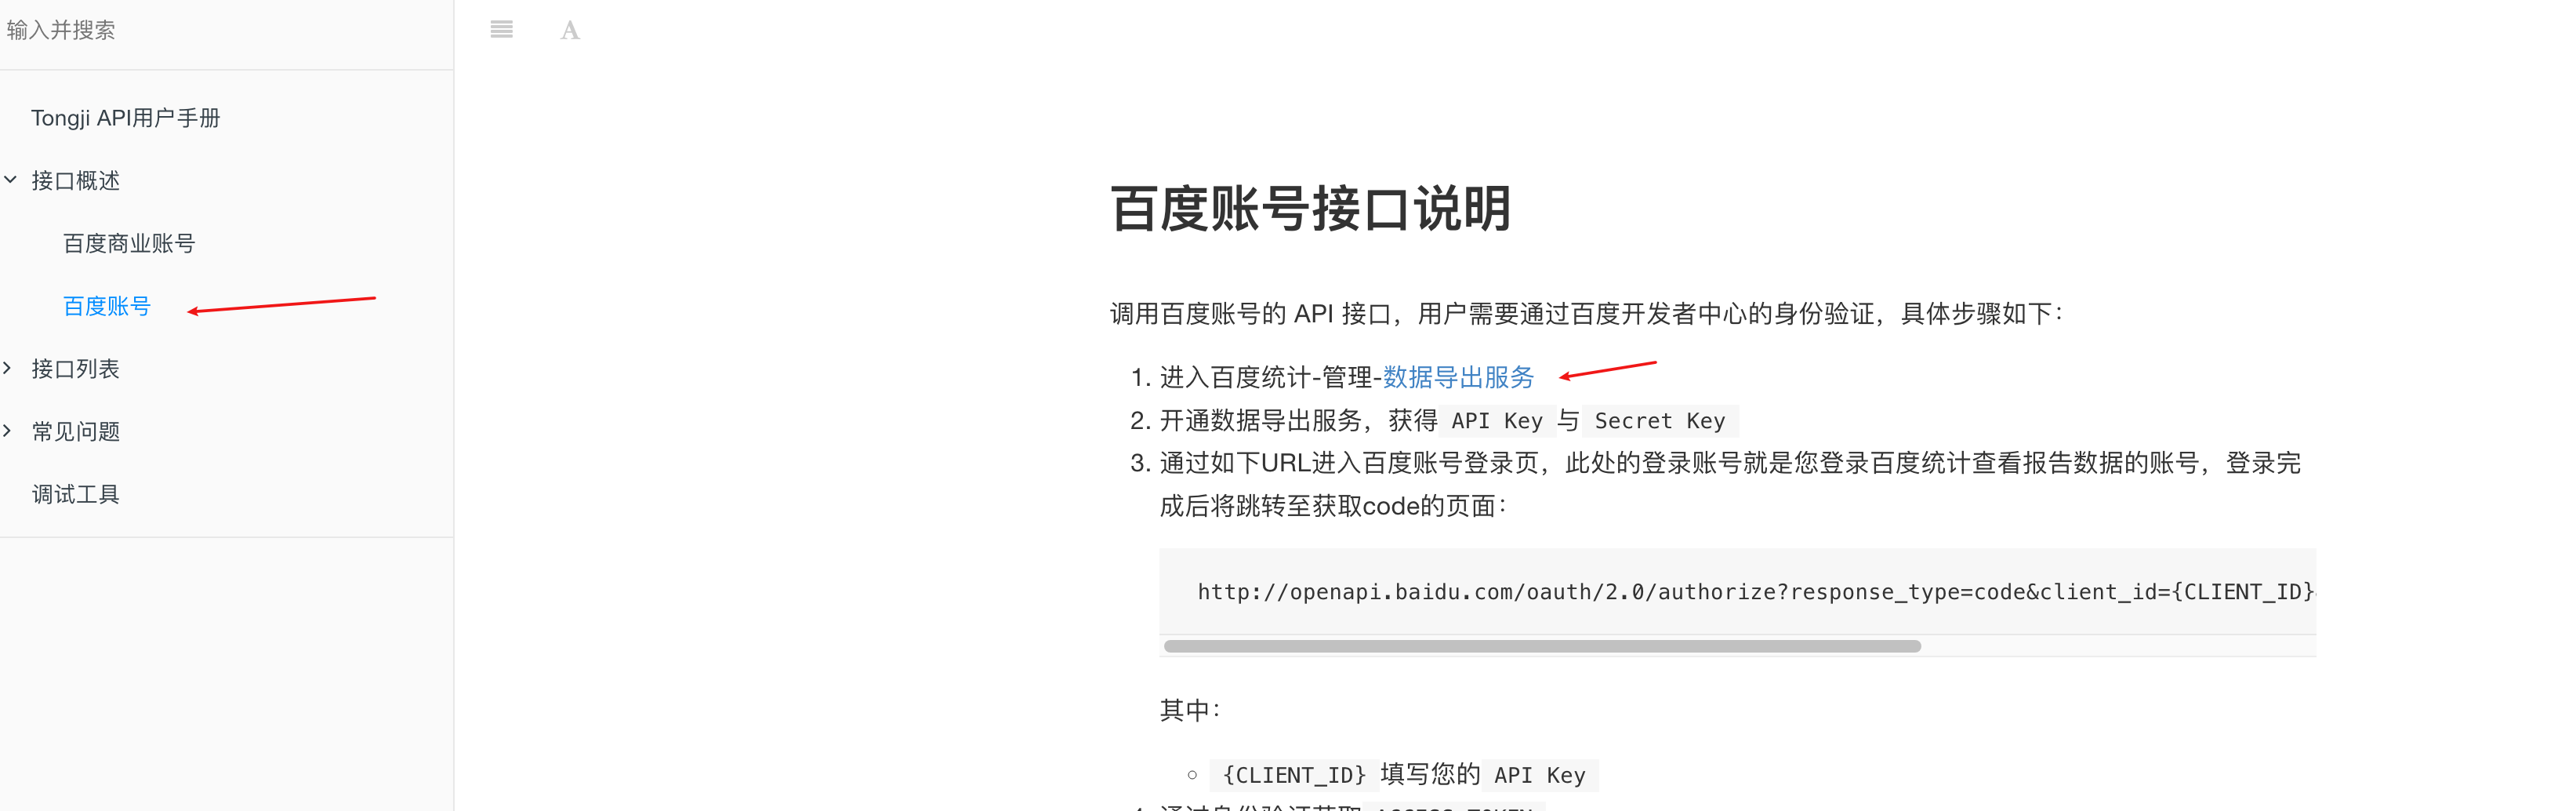 输入并搜索
Tongji API用户手册
接口概述
百度商业账号
百度账号
接口列表
常见问题
调试工具
A
百度账号接口说明
调用百度账号的 API 接口，用户需要通过百度开发者中心的身份验证，具体步骤如下：
1. 进入百度统计-管理-数据导出服务
2. 开通数据导出服务，获得 API Key 与 Secret Key
3. 通过如下URL进入百度账号登录页，此处的登录账号就是您登录百度统计查看报告数据的账号，登录完
成后将跳转至获取code的页面：
http://openapi.baidu.com/oauth/2.0/authorize?response_type=code&client_id={CLIENT_ID}
其中：
{CLIENT_ID} 填写您的 API Key
4. 通过身份验证获取 ACCESS_TOKEN